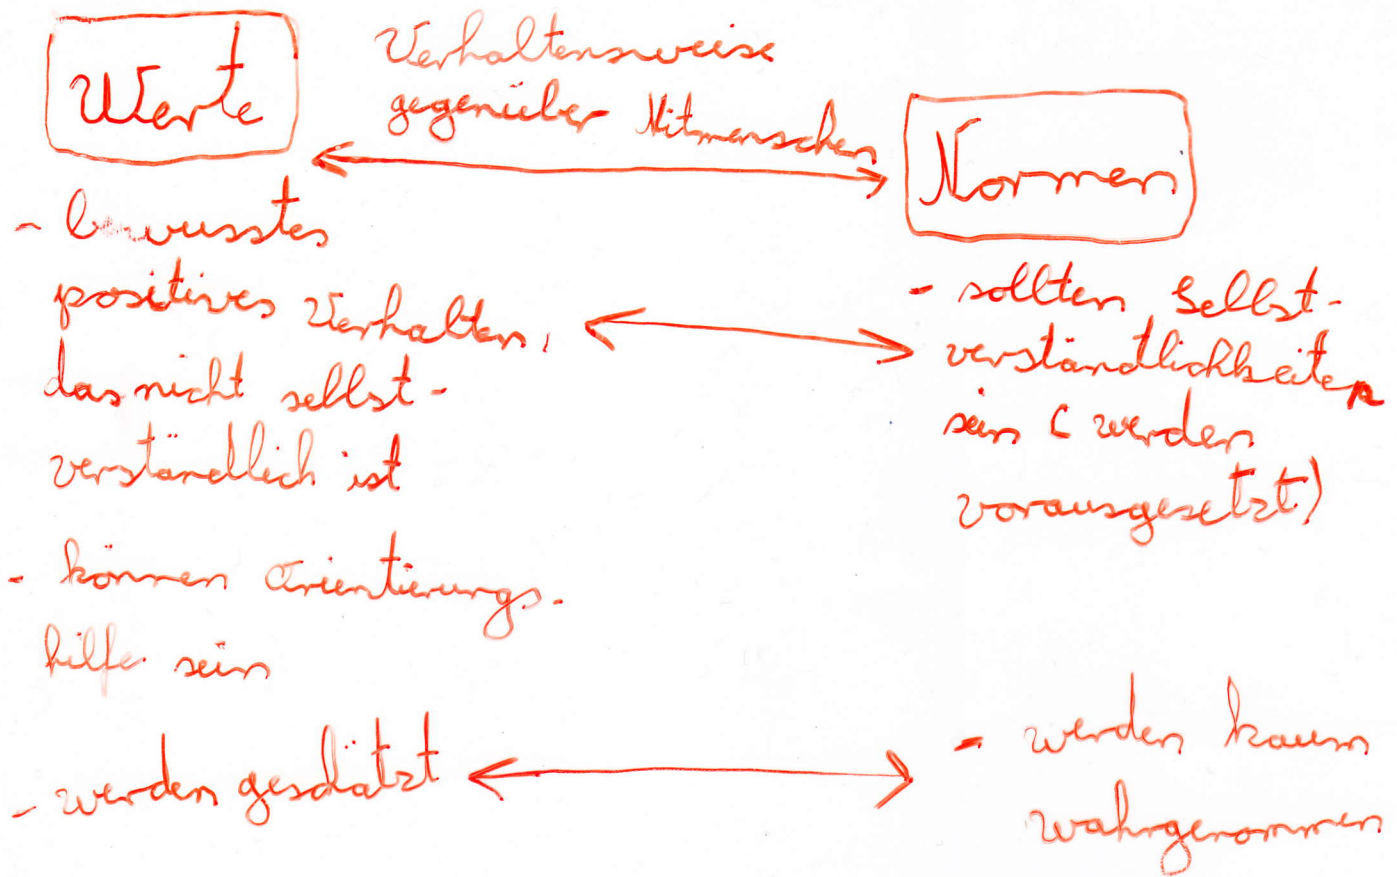 Werte
Verhaltensweise
gegenüber Mitmenschen
Normen
- bewusstes
positives Verhalten,
das nicht selbst-
verständlich ist
- können Orientierungs-
hilfe sein
- werden geschätzt
- sollten Selbst-
verständlichkeiten
sein (werden
vorausgesetzt)
- werden kaum
wahrgenommen